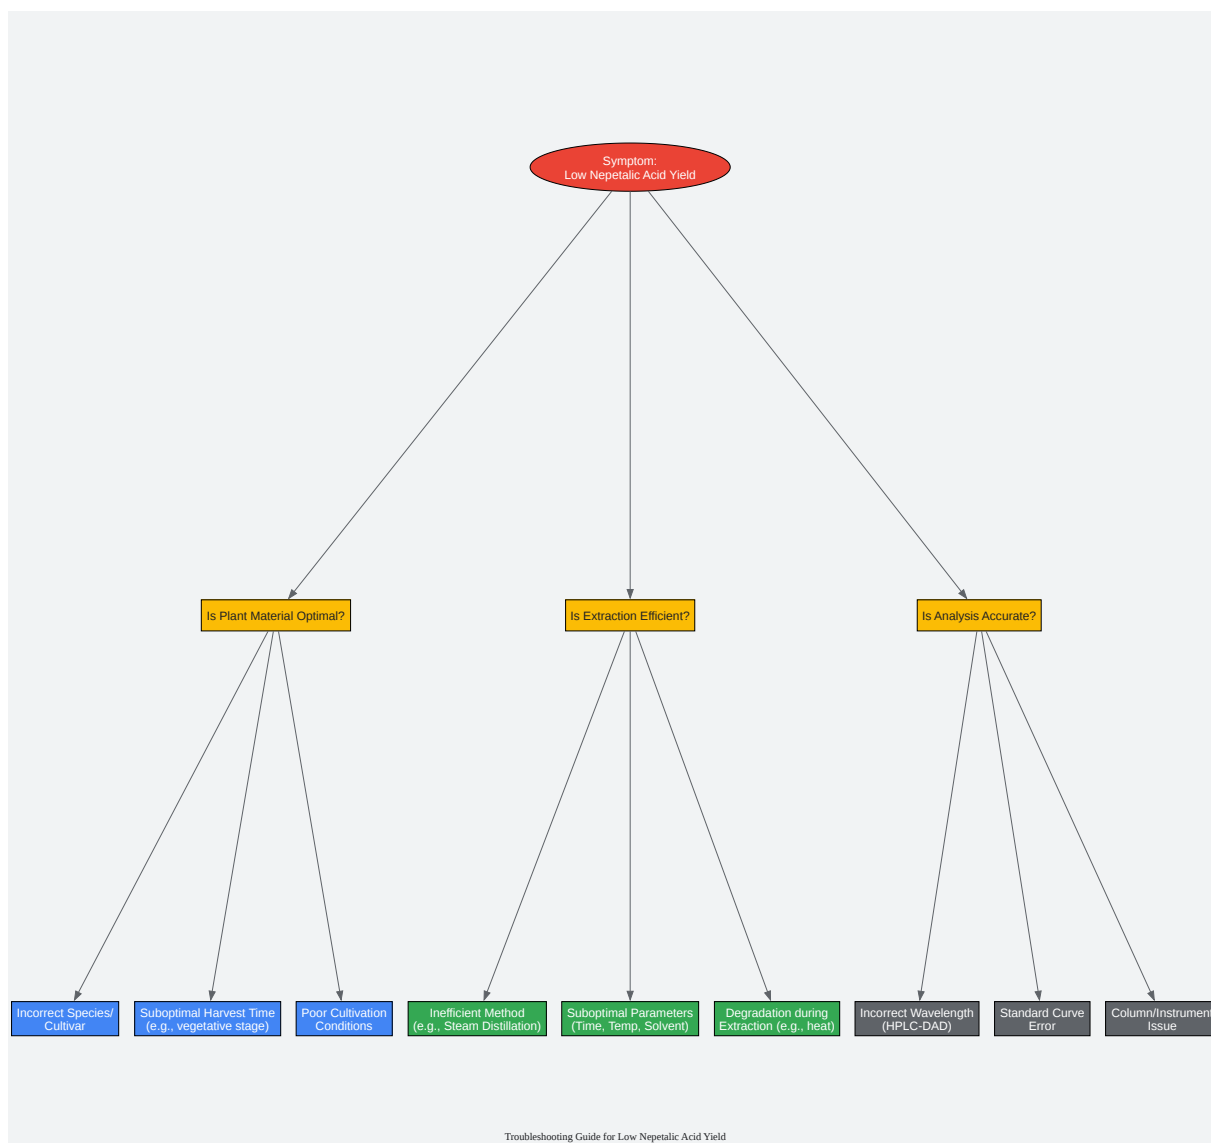 Symptom:
Low Nepetalic Acid Yield
Is Plant Material Optimal?
Is Extraction Efficient?
Is Analysis Accurate?
Incorrect Species/
Cultivar
Suboptimal Harvest Time
(e.g., vegetative stage)
Poor Cultivation
Conditions
Inefficient Method
(e.g., Steam Distillation)
Suboptimal Parameters
(Time, Temp, Solvent)
Degradation during
Extraction (e.g., heat)
Incorrect Wavelength
(HPLC-DAD)
Standard Curve
Error
Column/Instrument
Issue
Troubleshooting Guide for Low Nepetalic Acid Yield